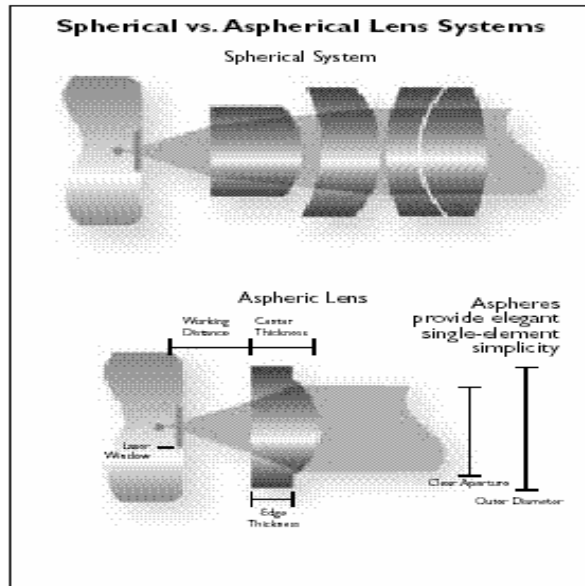 Spherical vs. Aspherical Lens Systems
Spherical System
Aspheric Lens
Aspheres
provide elegant
single-element
simplicity
Working
Distance
Center
Thickness
Laser
Window
Edge
Thickness
Clear Aperture
Outer Diameter